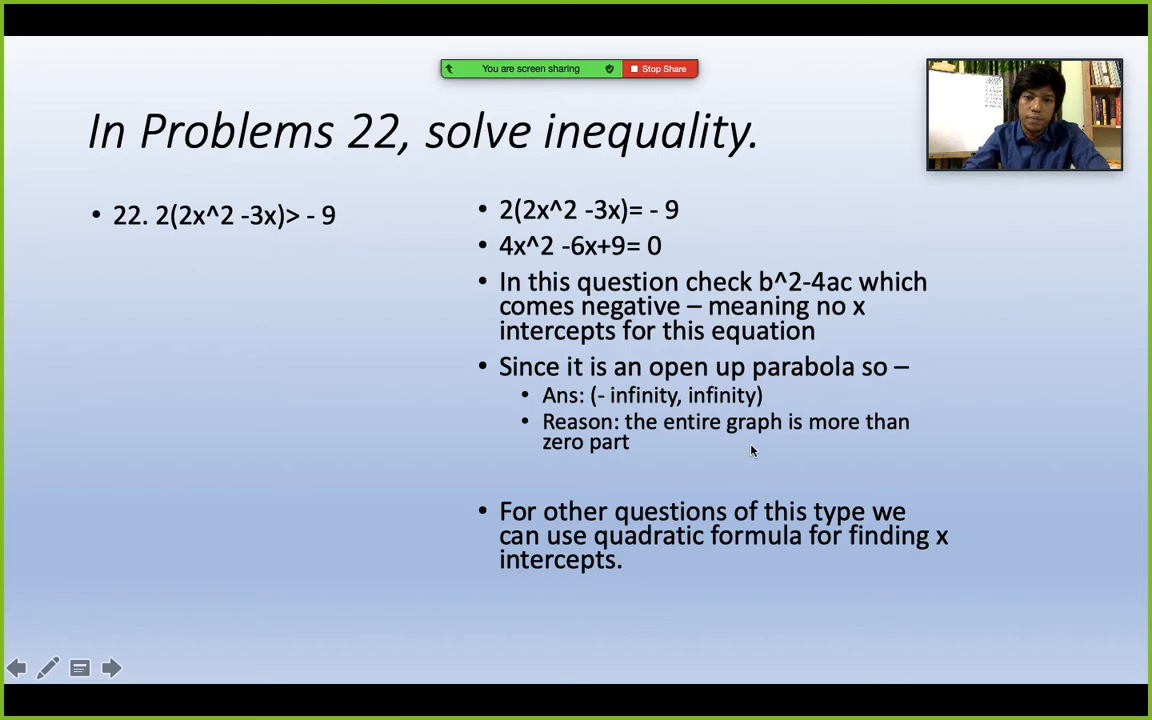 You are screen sharing
Stop Share
In Problems 22, solve inequality.
• 22. 2(2x^2 -3x)> - 9
• 2(2x^2 -3x)= - 9
• 4x^2 -6x+9= 0
• In this question check b^2-4ac which
comes negative – meaning no x
intercepts for this equation
• Since it is an open up parabola so –
• Ans: (- infinity, infinity)
• Reason: the entire graph is more than
zero part
• For other questions of this type we
can use quadratic formula for finding x
intercepts.